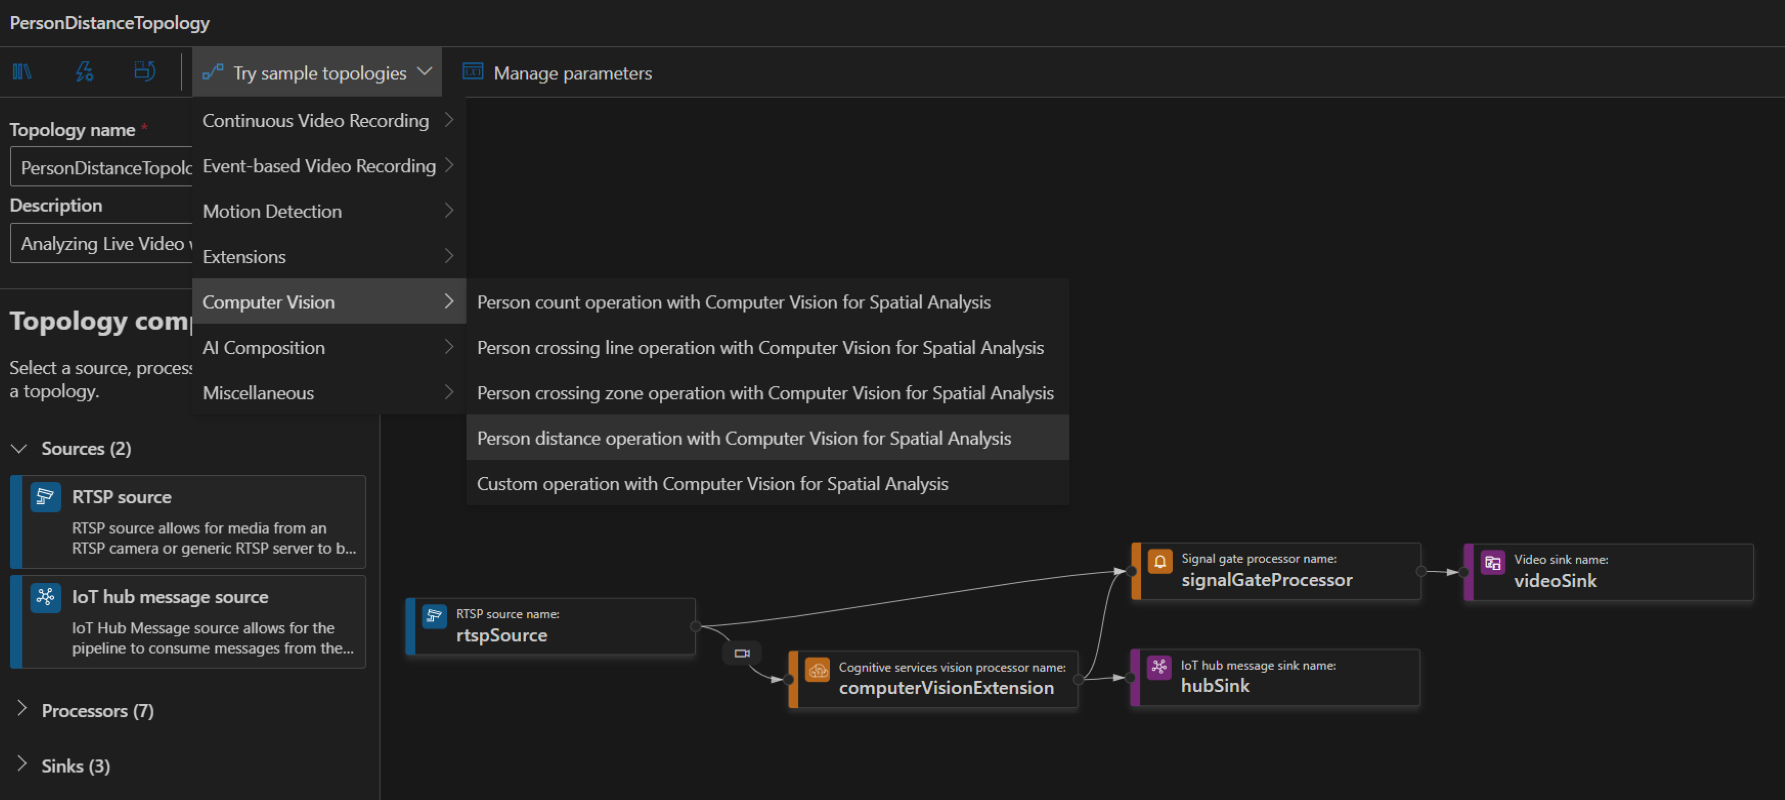 PersonDistanceTopology
Try sample topologies
Manage parameters
Topology name *
PersonDistanceTopolo
Description
Analyzing Live Video
Continuous Video Recording
Event-based Video Recording
Motion Detection
Extensions
Computer Vision
AI Composition
Miscellaneous
Person count operation with Computer Vision for Spatial Analysis
Person crossing line operation with Computer Vision for Spatial Analysis
Person crossing zone operation with Computer Vision for Spatial Analysis
Person distance operation with Computer Vision for Spatial Analysis
Custom operation with Computer Vision for Spatial Analysis
Topology com
Select a source, proces
a topology.
Sources (2)
RTSP source
RTSP source allows for media from an
RTSP camera or generic RTSP server to b...
IoT hub message source
IoT Hub Message source allows for the
pipeline to consume messages from the...
Processors (7)
Sinks (3)
RTSP source name:
rtspSource
Cognitive services vision processor name:
computerVisionExtension
Signal gate processor name:
signalGateProcessor
Video sink name:
videoSink
IoT hub message sink name:
hubSink